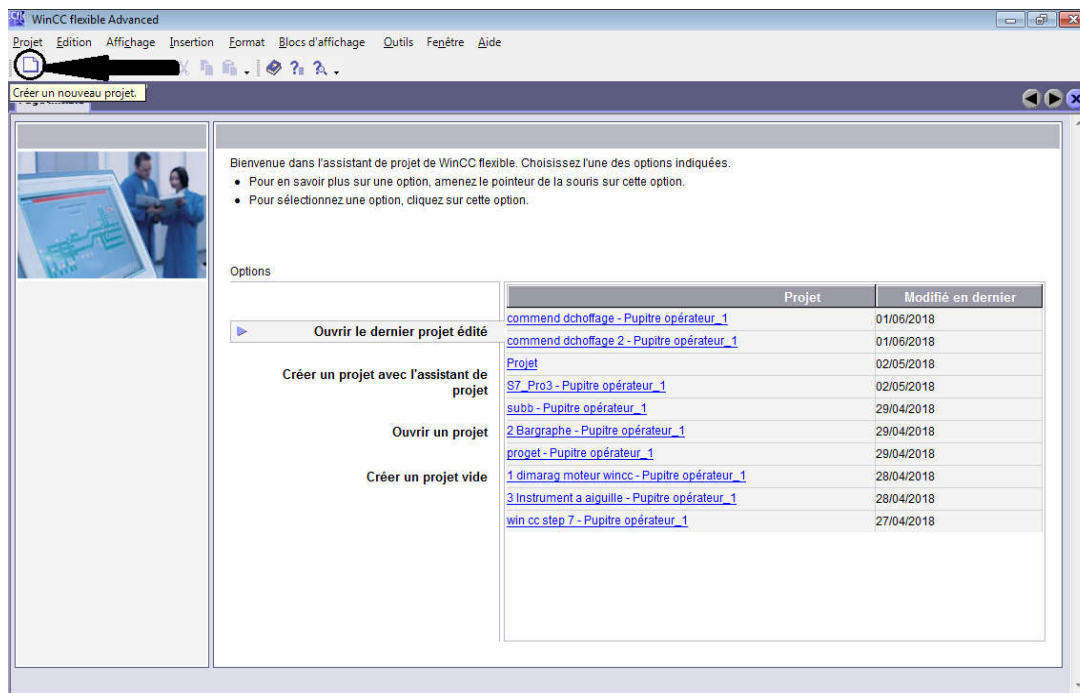 WinCC flexible Advanced
Projet Edition Affichage Insertion Format Blocs d'affichage Outils Fenêtre Aide
Créer un nouveau projet.
Bienvenue dans l'assistant de projet de WinCC flexible. Choisissez l'une des options indiquées.
• Pour en savoir plus sur une option, amenez le pointeur de la souris sur cette option.
• Pour sélectionnez une option, cliquez sur cette option.
Options
Projet Modifié en dernier
Ouvrir le dernier projet édité
Créer un projet avec l'assistant de
projet
Ouvrir un projet
Créer un projet vide
commend dchoffage - Pupitre opérateur_1 01/06/2018
commend dchoffage 2 - Pupitre opérateur_1 01/06/2018
Projet 02/05/2018
S7_Pro3 - Pupitre opérateur_1 02/05/2018
subb - Pupitre opérateur_1 29/04/2018
2 Bargraphe - Pupitre opérateur_1 29/04/2018
proget - Pupitre opérateur_1 29/04/2018
1 dimarag moteur wincc - Pupitre opérateur_1 28/04/2018
3 Instrument a aiguille - Pupitre opérateur_1 28/04/2018
win cc step 7 - Pupitre opérateur_1 27/04/2018